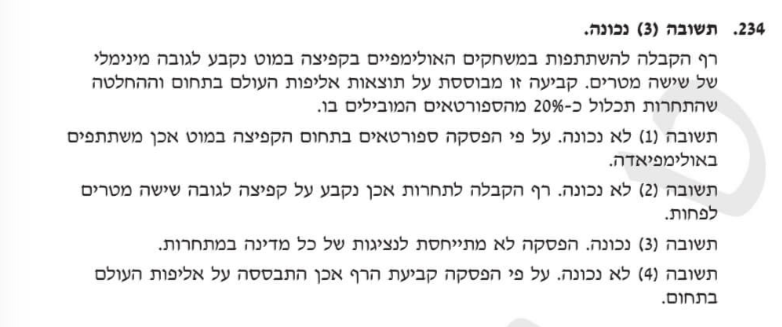 234. תשובה (3) נכונה.
רף הקבלה להשתתפות במשחקים האולימפיים בקפיצה במוט נקבע לגובה מינימלי
של שישה מטרים. קביעה זו מבוססת על תוצאות אליפות העולם בתחום וההחלטה
שהתחרות תכלול כ-20% מהספורטאים המובילים בו.
תשובה (1) לא נכונה. על פי הפסקה ספורטאים בתחום הקפיצה במוט אכן משתתפים
באולימפיאדה.
תשובה (2) לא נכונה. רף הקבלה לתחרות אכן נקבע על קפיצה לגובה שישה מטרים
לפחות.
תשובה (3) נכונה. הפסקה לא מתייחסת לנציגות של כל מדינה במתחרות.
תשובה (4) לא נכונה. על פי הפסקה קביעת הרף אכן התבססה על אליפות העולם
בתחום.